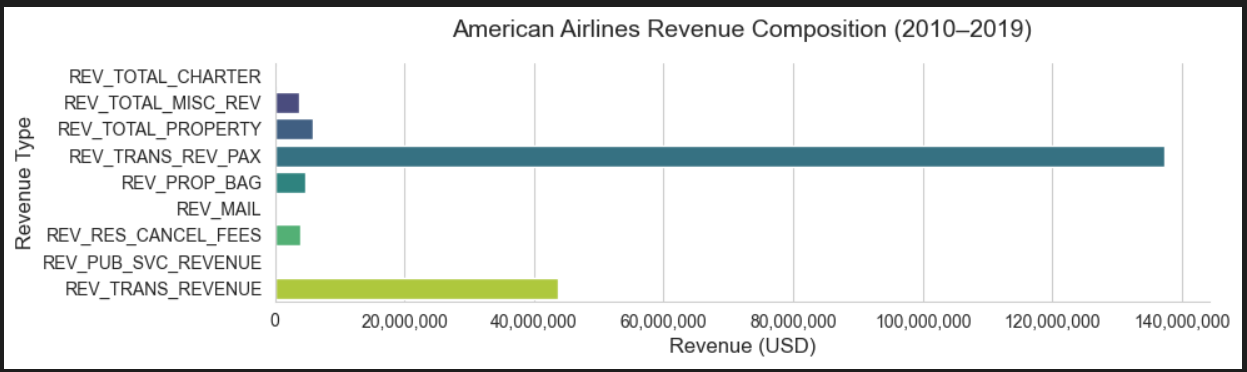 American Airlines Revenue Composition (2010–2019)
Revenue Type
REV_TOTAL_CHARTER
REV_TOTAL_MISC_REV
REV_TOTAL_PROPERTY
REV_TRANS_REV_PAX
REV_PROP_BAG
REV_MAIL
REV_RES_CANCEL_FEES
REV_PUB_SVC_REVENUE
REV_TRANS_REVENUE
0 20,000,000 40,000,000 60,000,000 80,000,000 100,000,000 120,000,000 140,000,000
Revenue (USD)